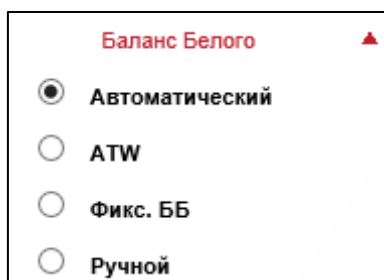 Баланс Белого
Автоматический
ATW
Фикс. ББ
Ручной